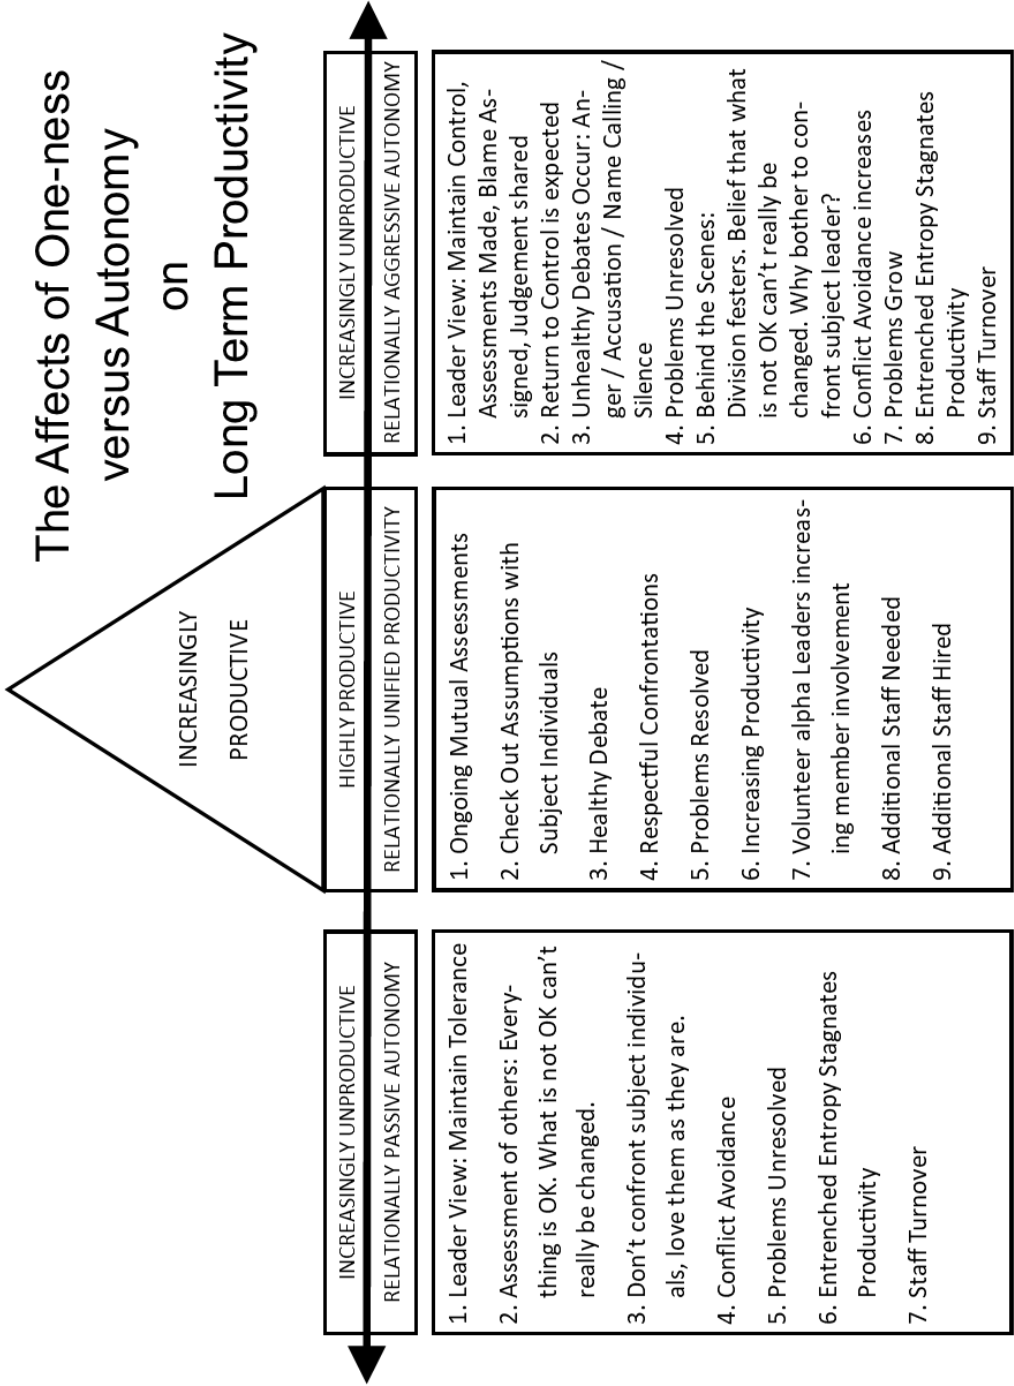 The Affects of One-ness
versus Autonomy
on
Long Term Productivity
INCREASINGLY
PRODUCTIVE
INCREASINGLY UNPRODUCTIVE
RELATIONALLY PASSIVE AUTONOMY
1. Leader View: Maintain Tolerance
2. Assessment of others: Every-
thing is OK. What is not OK can’t
really be changed.
3. Don’t confront subject individu-
als, love them as they are.
4. Conflict Avoidance
5. Problems Unresolved
6. Entrenched Entropy Stagnates
Productivity
7. Staff Turnover
HIGHLY PRODUCTIVE
RELATIONALLY UNIFIED PRODUCTIVITY
1. Ongoing Mutual Assessments
2. Check Out Assumptions with
Subject Individuals
3. Healthy Debate
4. Respectful Confrontations
5. Problems Resolved
6. Increasing Productivity
7. Volunteer alpha Leaders increas-
ing member involvement
8. Additional Staff Needed
9. Additional Staff Hired
INCREASINGLY UNPRODUCTIVE
RELATIONALLY AGGRESSIVE AUTONOMY
1. Leader View: Maintain Control,
Assessments Made, Blame As-
signed, Judgement shared
2. Return to Control is expected
3. Unhealthy Debates Occur: An-
ger / Accusation / Name Calling /
Silence
4. Problems Unresolved
5. Behind the Scenes:
Division festers. Belief that what
is not OK can’t really be
changed. Why bother to con-
front subject leader?
6. Conflict Avoidance increases
7. Problems Grow
8. Entrenched Entropy Stagnates
Productivity
9. Staff Turnover